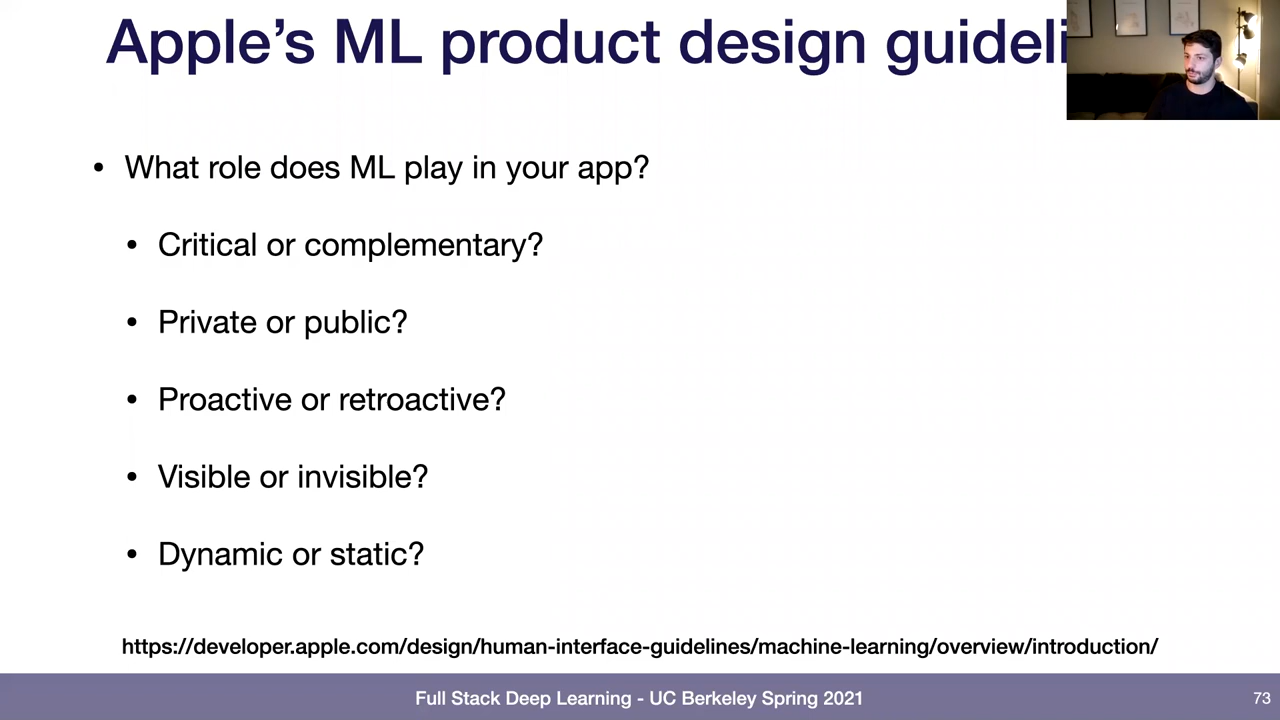 Apple's ML product design guideli
• What role does ML play in your app?
• Critical or complementary?
• Private or public?
• Proactive or retroactive?
• Visible or invisible?
• Dynamic or static?
https://developer.apple.com/design/human-interface-guidelines/machine-learning/overview/introduction/
Full Stack Deep Learning - UC Berkeley Spring 2021
73